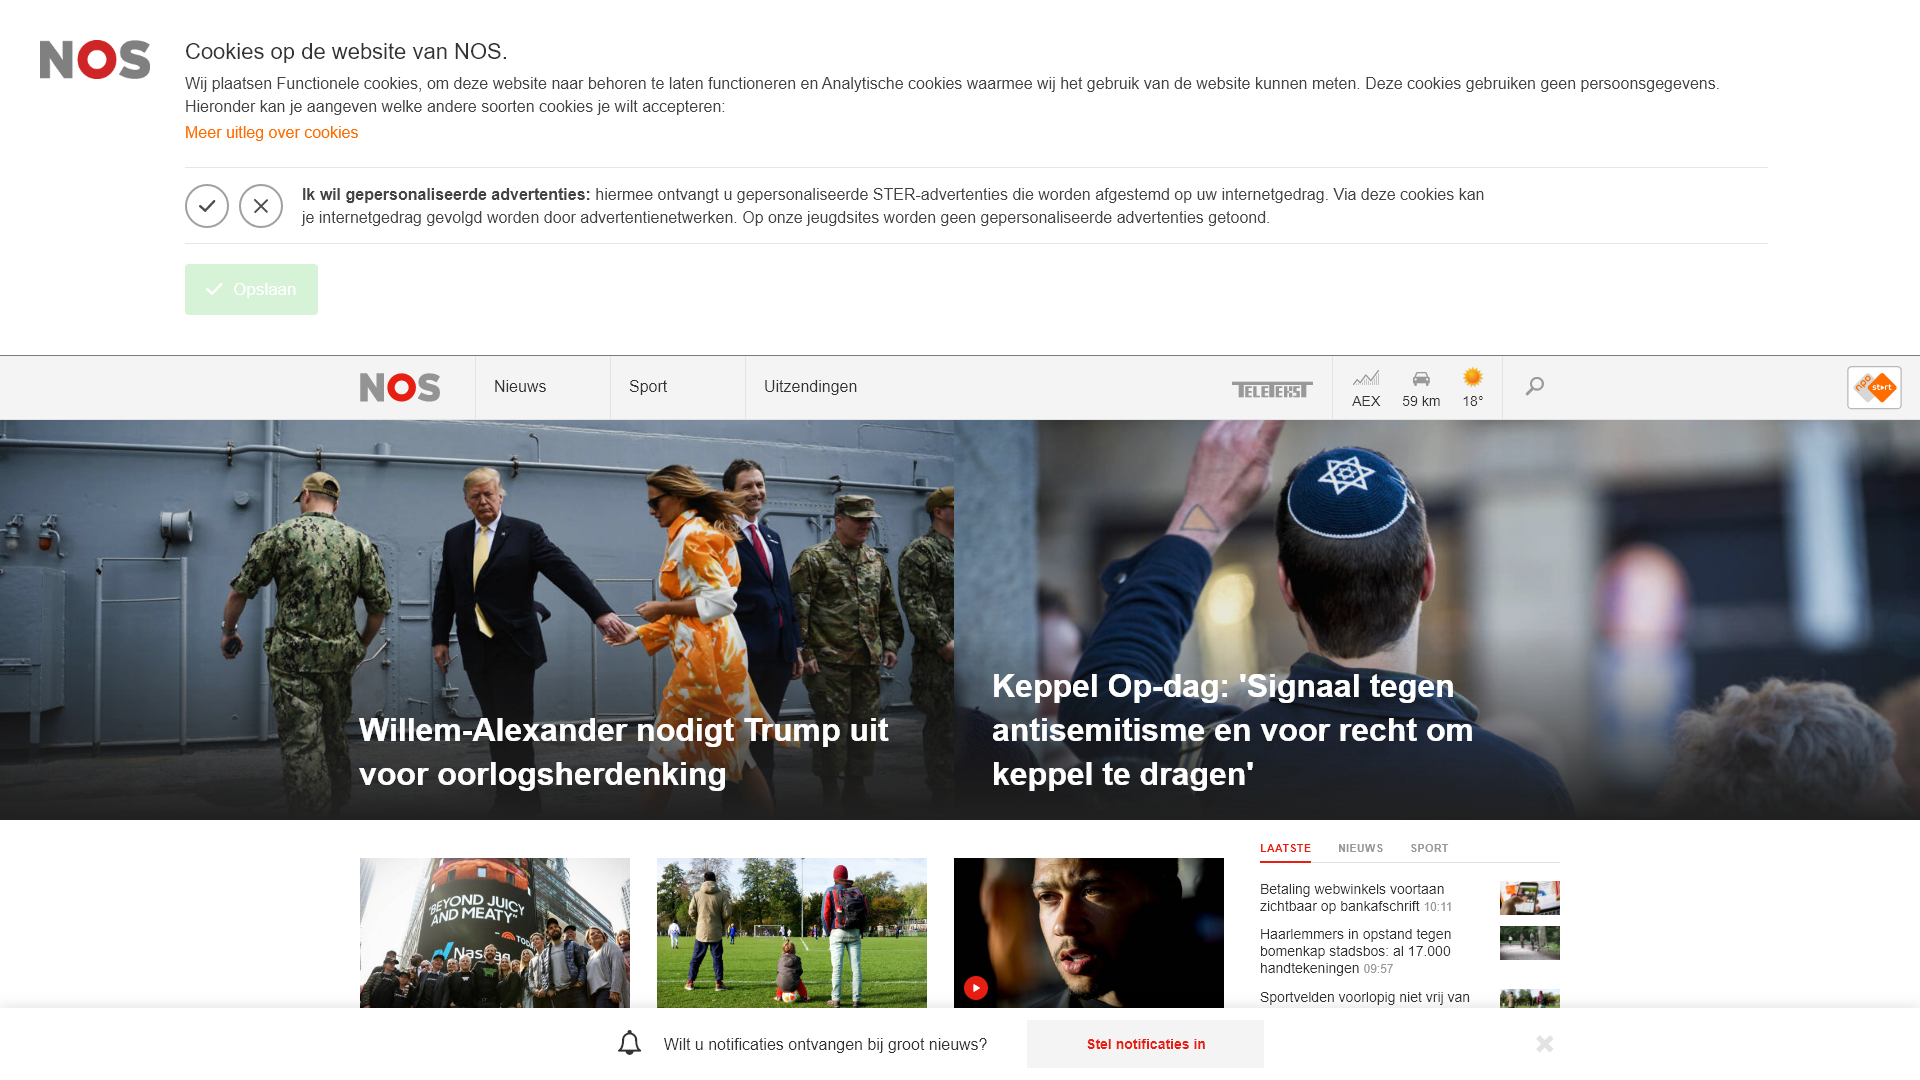 NOS
Cookies op de website van NOS.
Wij plaatsen Functionele cookies, om deze website naar behoren te laten functioneren en Analytische cookies waarmee wij het gebruik van de website kunnen meten. Deze cookies gebruiken geen persoonsgegevens.
Hieronder kan je aangeven welke andere soorten cookies je wilt accepteren:
Meer uitleg over cookies
Ik wil gepersonaliseerde advertenties: hiermee ontvangt u gepersonaliseerde STER-advertenties die worden afgestemd op uw internetgedrag. Via deze cookies kan
je internetgedrag gevolgd worden door advertentienetwerken. Op onze jeugdsites worden geen gepersonaliseerde advertenties getoond.
Opslaan
NOS
Nieuws
Sport
Uitzendingen
TELETEKST
AEX
59 km
18°
npo start
Willem-Alexander nodigt Trump uit
voor oorlogsherdenking
Keppel Op-dag: 'Signaal tegen
antisemitisme en voor recht om
keppel te dragen'
"BEYOND JUICY
AND MEATY"
TODAY
Nasdaq
LAATSTE
NIEUWS
SPORT
Betaling webwinkels voortaan
zichtbaar op bankafschrift 10:11
Haarlemmers in opstand tegen
bomenkap stadsbos: al 17.000
handtekeningen 09:57
Sportvelden voorlopig niet vrij van
Wilt u notificaties ontvangen bij groot nieuws?
Stel notificaties in